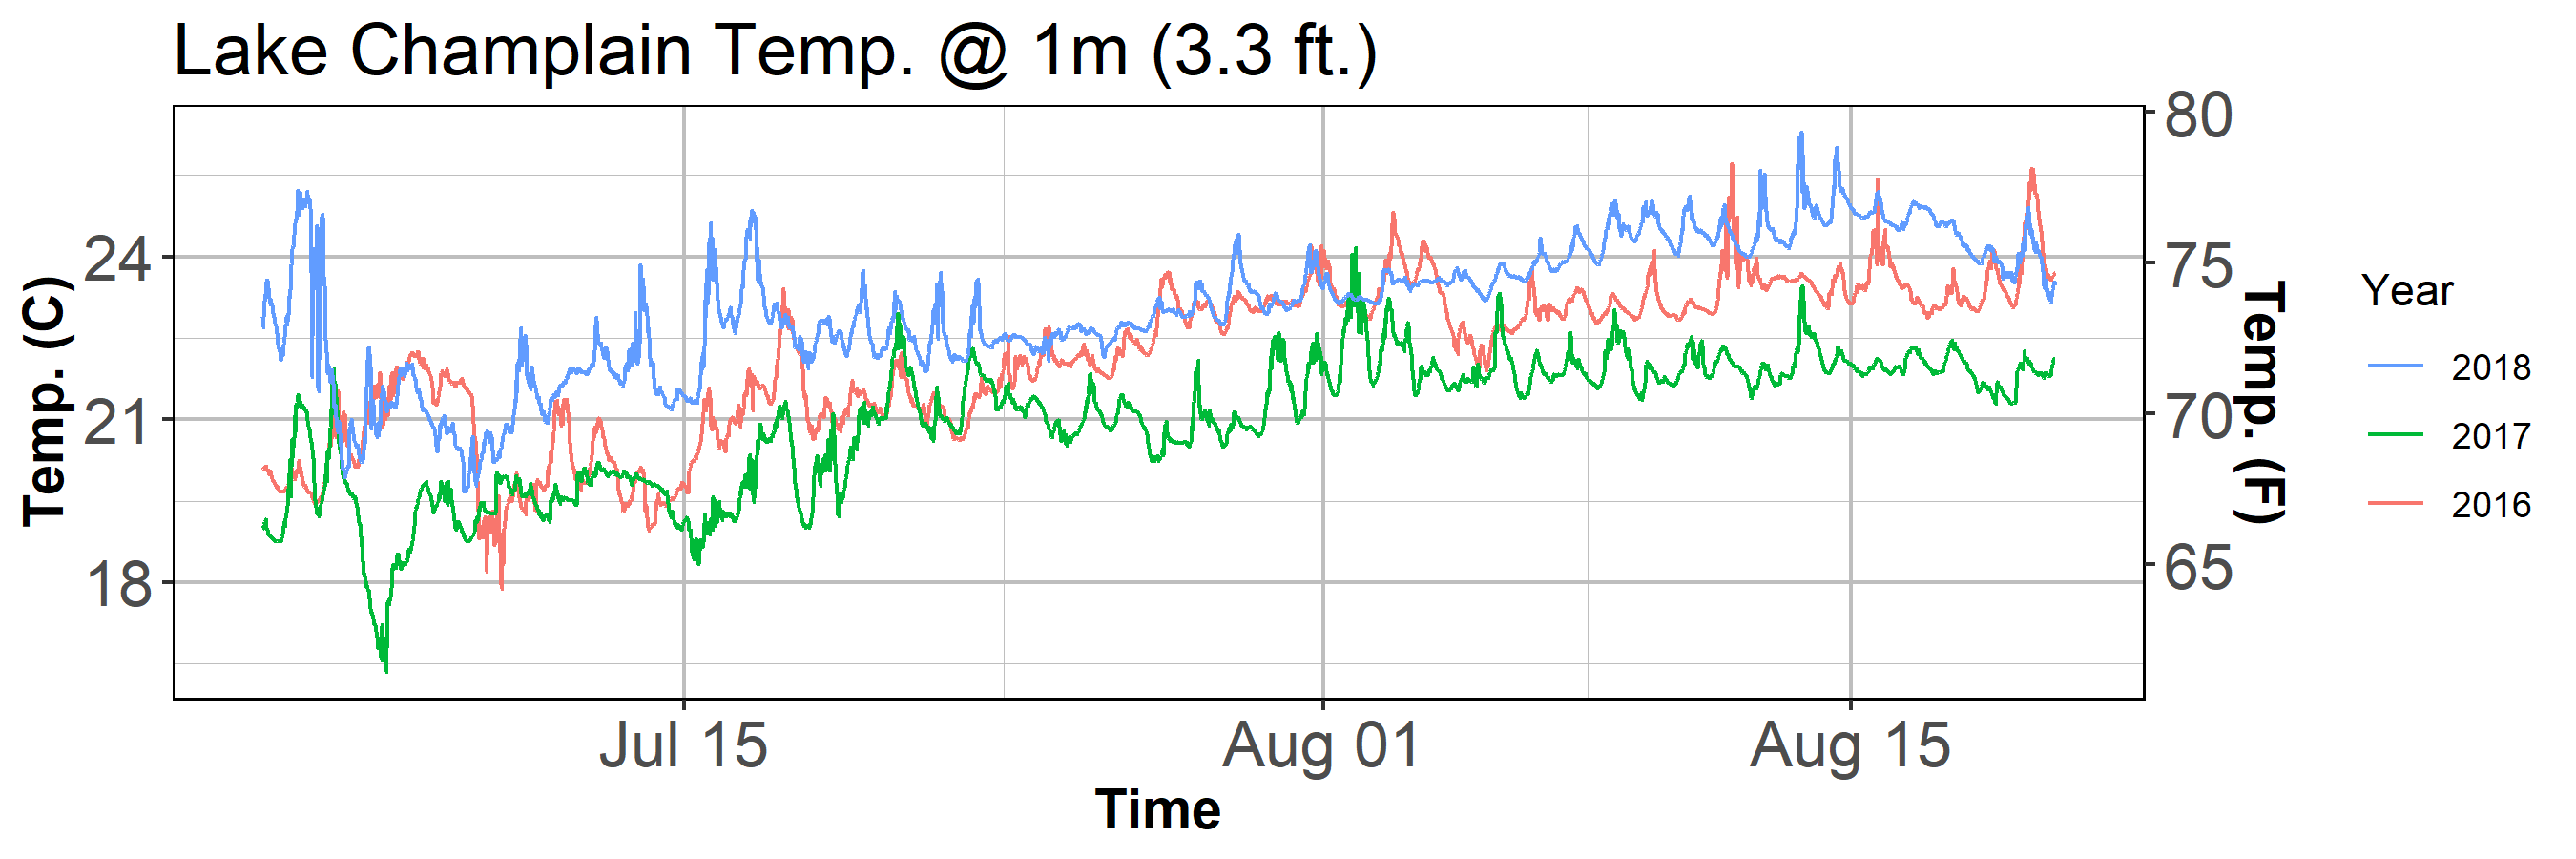 Lake Champlain Temp. @ 1m (3.3 ft.)
Temp. (C)
24
21
18
80
75
70
65
Temp. (F)
Jul 15
Aug 01
Aug 15
Time
Year
2018
2017
2016